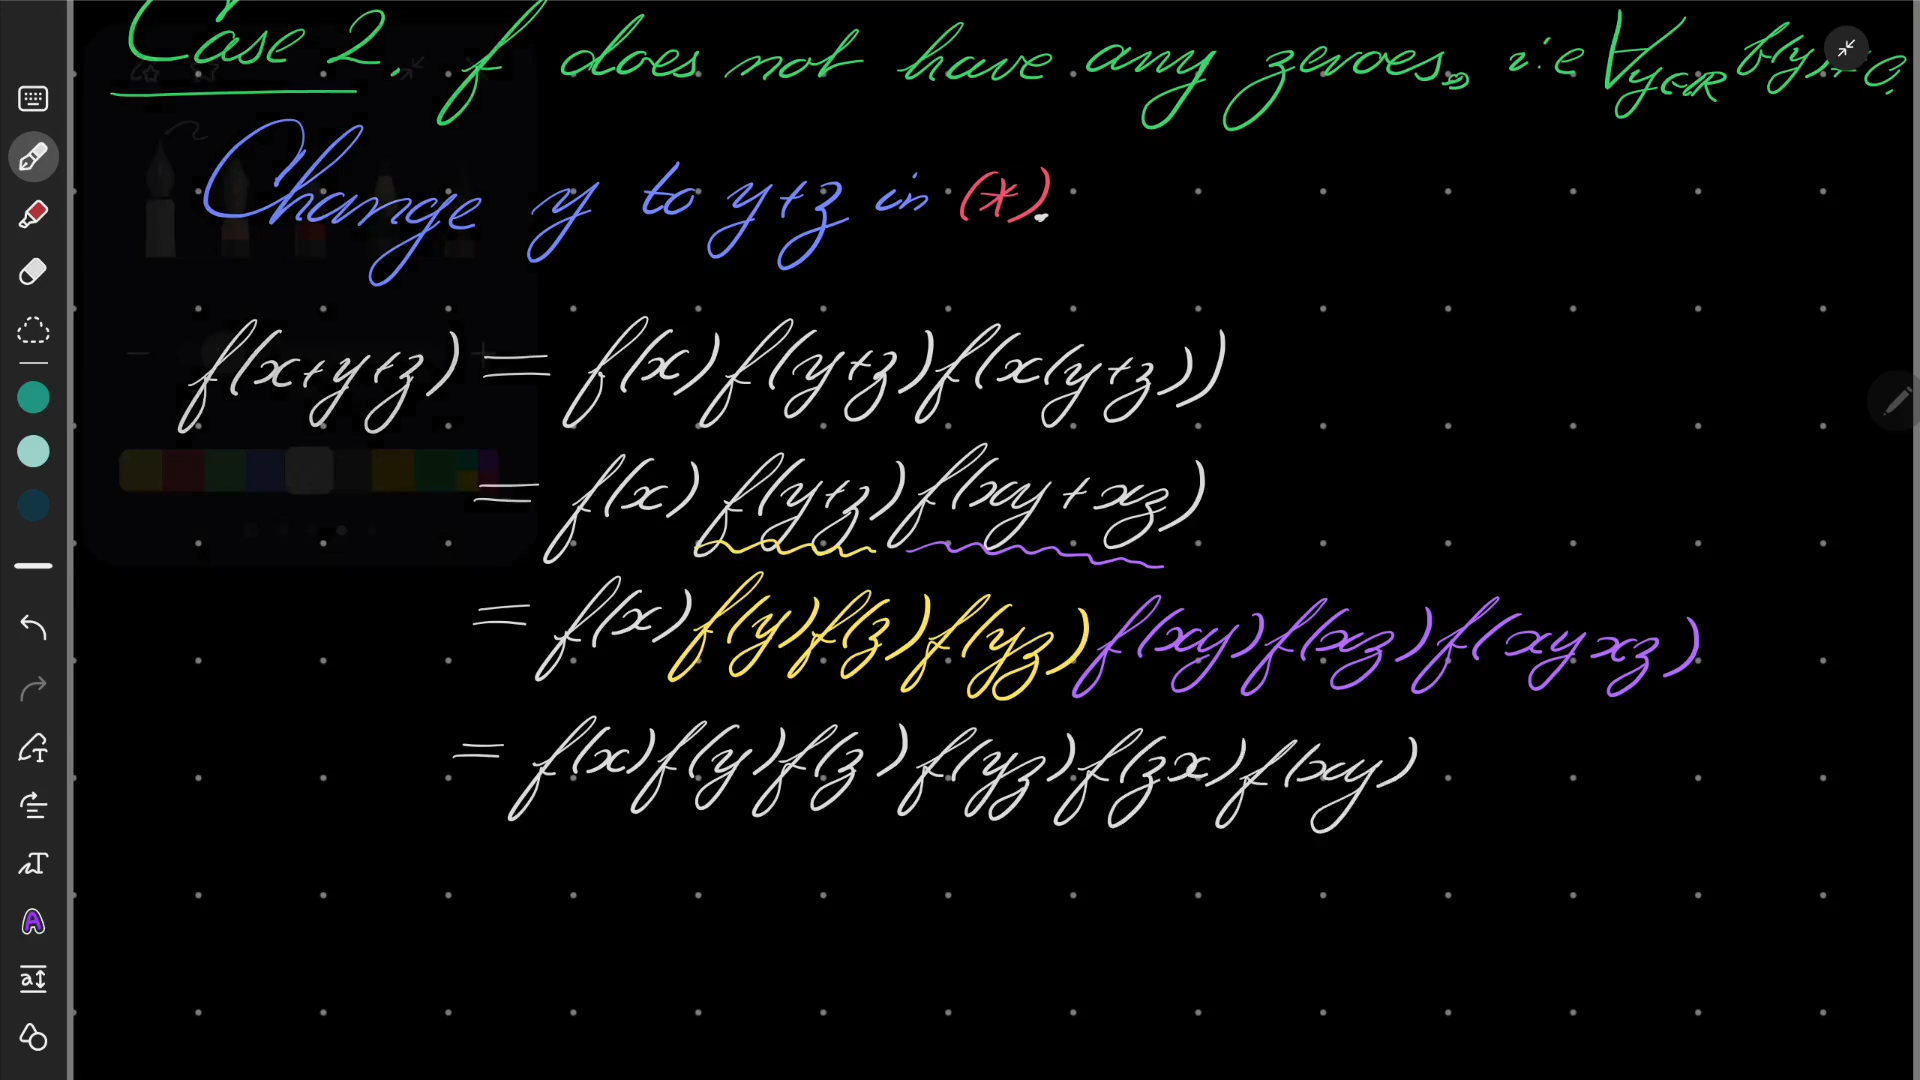 Case 2. f does not have any zeroes. i.e ∀y∈ℝ f(y)≠0.
Change y to y+z in (*).
f(x+y+z) = f(x)f(y+z)f(x(y+z))
= f(x)f(y+z)f(xy+xz)
= f(x)f(y)f(z)f(yz)f(xy)f(xz)f(xyxz)
= f(x)f(y)f(z)f(yz)f(zx)f(xy)